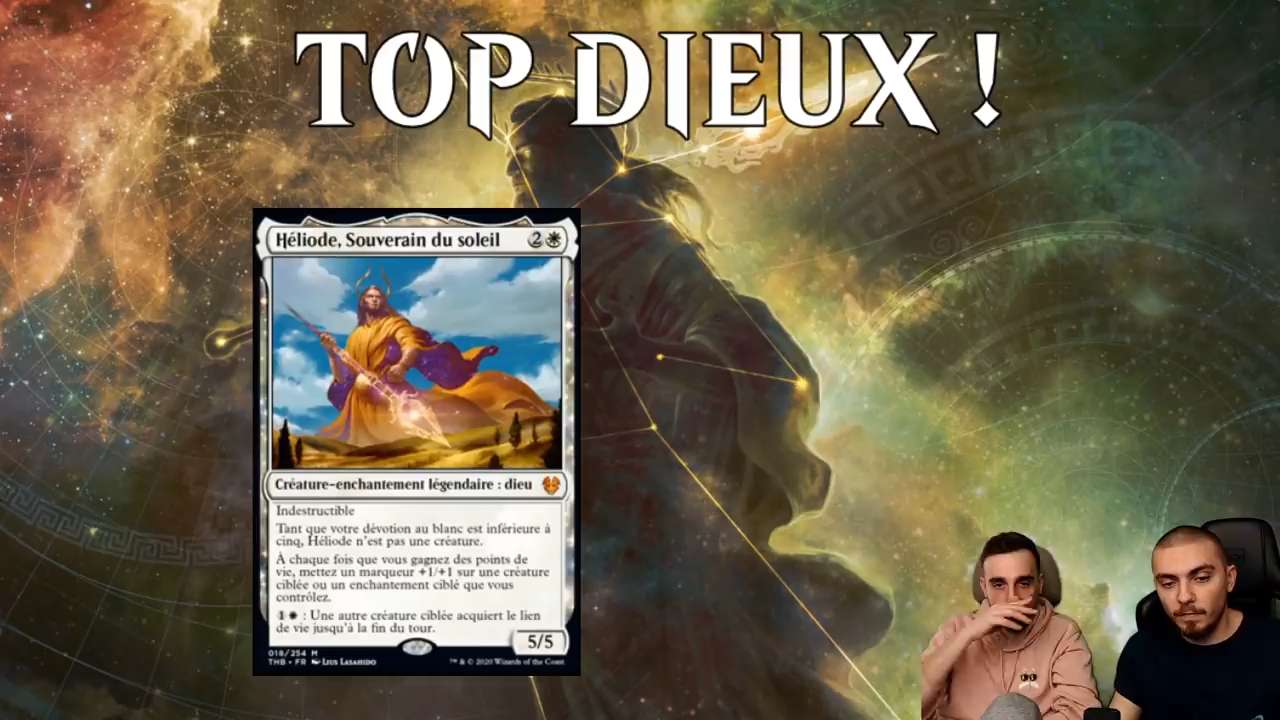 TOP DIEUX !
Héliode, Souverain du soleil 2
Créature-enchantement légendaire : dieu
Indestructible
Tant que votre dévotion au blanc est inférieure à
cinq, Héliode n'est pas une créature.
À chaque fois que vous gagnez des points de
vie, mettez un marqueur +1/+1 sur une créature
ciblée ou un enchantement ciblé que vous
contrôlez.
1 : Une autre créature ciblée acquiert le lien
de vie jusqu'à la fin du tour.
5/5
018/254 M
THB • FR Lius Lasahido
™ & © 2020 Wizards of the Coast